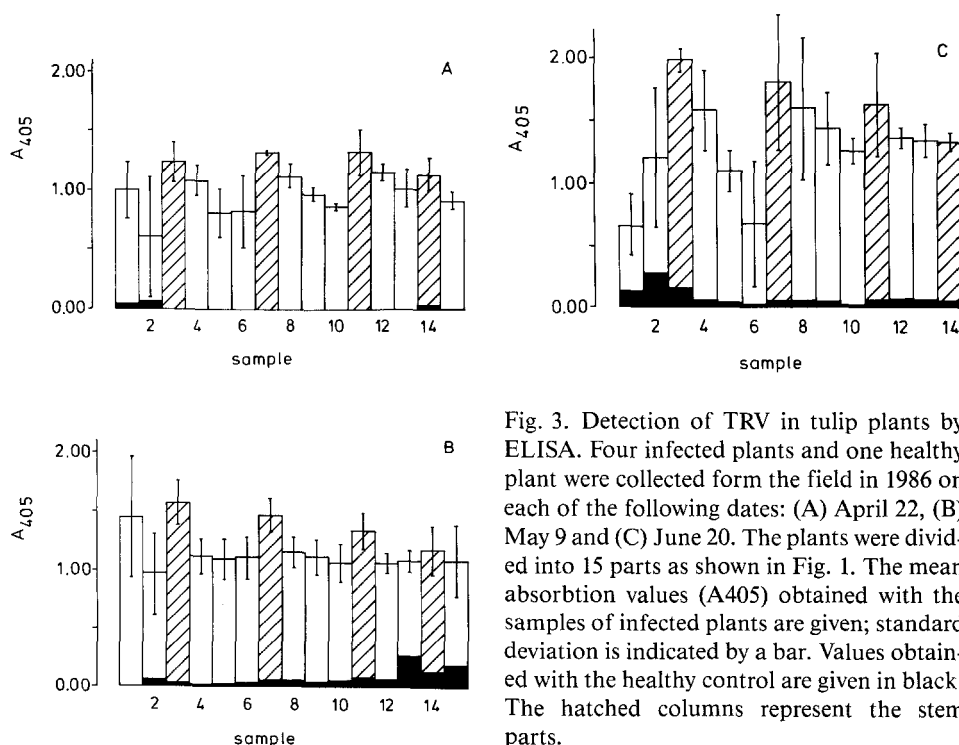 A
2.00
1.00
0.00
A405
2 4 6 8 10 12 14
sample
C
2.00
1.00
0.00
A405
2 4 6 8 10 12 14
sample
B
2.00
1.00
0.00
A405
2 4 6 8 10 12 14
sample
Fig. 3. Detection of TRV in tulip plants by
ELISA. Four infected plants and one healthy
plant were collected form the field in 1986 on
each of the following dates: (A) April 22, (B)
May 9 and (C) June 20. The plants were divid-
ed into 15 parts as shown in Fig. 1. The mean
absorbtion values (A405) obtained with the
samples of infected plants are given; standard
deviation is indicated by a bar. Values obtain-
ed with the healthy control are given in black
The hatched columns represent the stem
parts.